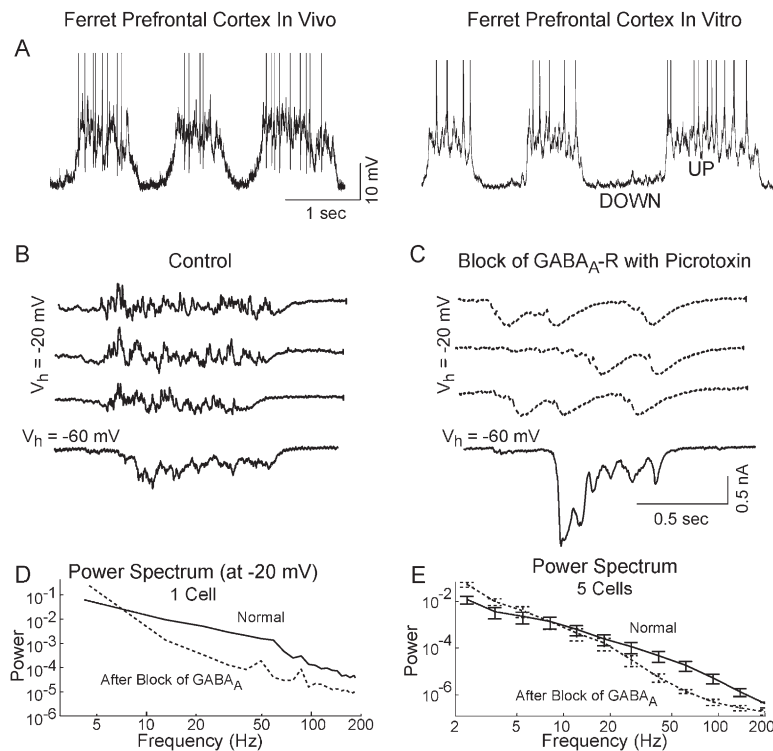 Ferret Prefrontal Cortex In Vivo
Ferret Prefrontal Cortex In Vitro
A
10 mV
1 sec
UP
DOWN
B
Control
C
Block of GABA_A-R with Picrotoxin
V_h = -20 mV
V_h = -20 mV
V_h = -60 mV
V_h = -60 mV
0.5 nA
0.5 sec
D
Power Spectrum (at -20 mV)
1 Cell
E
Power Spectrum
5 Cells
Power
10^-1
10^-2
10^-3
10^-4
10^-5
10^-6
Normal
After Block of GABA_A
5 10 50 100 200
Frequency (Hz)
Power
10^-2
10^-4
10^-6
Normal
After Block of GABA_A
2 5 10 20 50 100 200
Frequency (Hz)